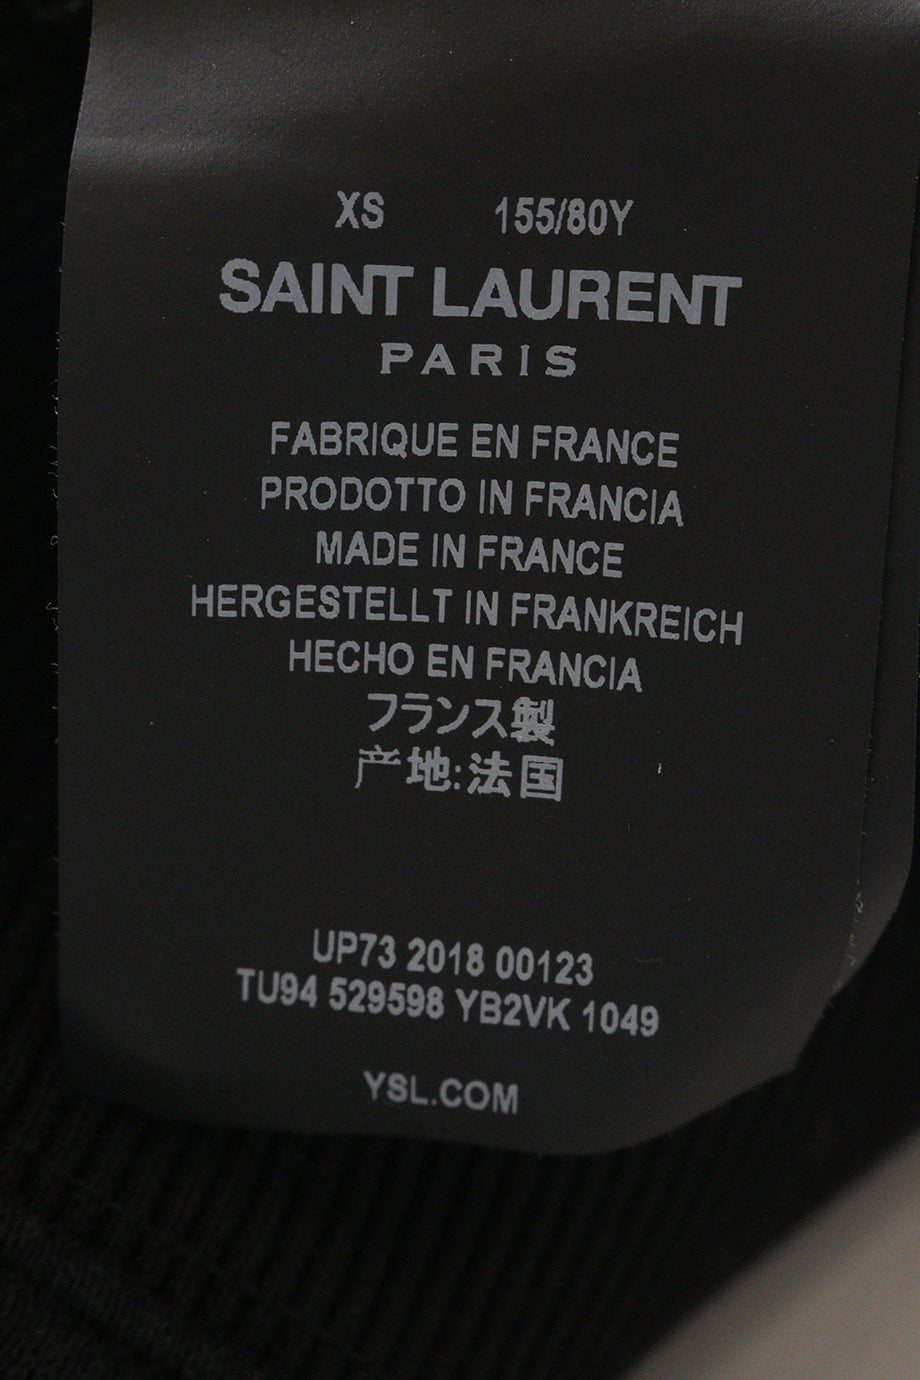 XS 155/80Y
SAINT LAURENT
PARIS
FABRIQUE EN FRANCE
PRODOTTO IN FRANCIA
MADE IN FRANCE
HERGESTELLT IN FRANKREICH
HECHO EN FRANCIA
フランス製
产地:法国
UP73 2018 00123
TU94 529598 YB2VK 1049
YSL.COM